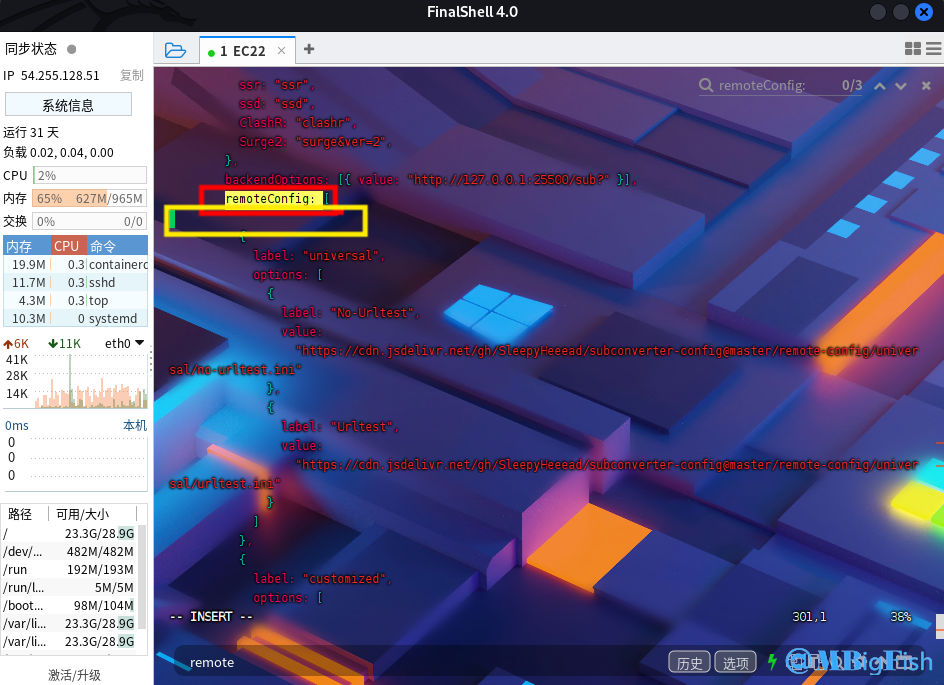 FinalShell 4.0
同步状态
IP 54.255.128.51 复制
系统信息
运行 31 天
负载 0.02, 0.04, 0.00
CPU 2%
内存 65% 627M/965M
交换 0% 0/0
内存 CPU 命令
19.9M 0.3 containerd
11.7M 0.3 sshd
4.3M 0.3 top
10.3M 0 systemd
6K 11K eth0
41K
28K
14K
0ms 本机
0
0
0
路径 可用/大小
/ 23.3G/28.9G
/dev/... 482M/482M
/run 192M/193M
/run/l... 5M/5M
/boot... 98M/104M
/var/li... 23.3G/28.9G
/var/li... 23.3G/28.9G
激活/升级
1 EC22
remoteConfig: 0/3
ssr: "ssr",
ssd: "ssd",
ClashR: "clashr",
Surge2: "surge&ver=2",
},
backendOptions: [{ value: "http://127.0.0.1:25500/sub?" }],
remoteConfig: [
{
label: "universal",
options: [
{
label: "No-Urltest",
value:
"https://cdn.jsdelivr.net/gh/SleepyHeeead/subconverter-config@master/remote-config/univer
sal/no-urltest.ini"
},
{
label: "Urltest",
value:
"https://cdn.jsdelivr.net/gh/SleepyHeeead/subconverter-config@master/remote-config/univer
sal/urltest.ini"
}
]
},
{
label: "customized",
options: [
-- INSERT -- 301,1 38%
remote 历史 选项
@MBigFish